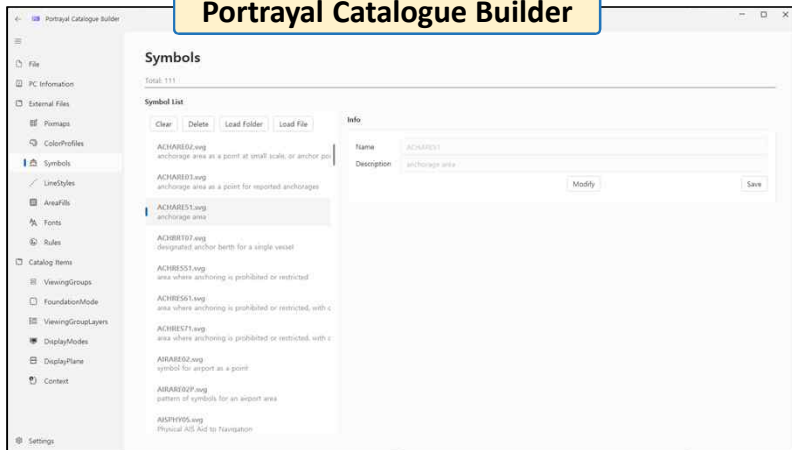 Portrayal Catalogue Builder
Portrayal Catalogue Builder
File
PC Infomation
External Files
Pixmaps
ColorProfiles
Symbols
LineStyles
AreaFills
Fonts
Rules
Catalog Items
ViewingGroups
FoundationMode
ViewingGroupLayers
DisplayModes
DisplayPlane
Context
Settings
Symbols
Total: 111
Symbol List
Clear Delete Load Folder Load File
ACHARE02.svg
anchorage area as a point at small scale, or anchor poi
ACHARE03.svg
anchorage area as a point for reported anchorages
ACHARE51.svg
anchorage area
ACHBRT07.svg
designated anchor berth for a single vessel
ACHRES51.svg
area where anchoring is prohibited or restricted
ACHRES61.svg
area where anchoring is prohibited or restricted, with c
ACHRES71.svg
area where anchoring is prohibited or restricted, with c
AIRARE02.svg
symbol for airport as a point
AIRARE02P.svg
pattern of symbols for an airport area
AISPHY05.svg
Physical AIS Aid to Navigation
Info
Name ACHARE51
Description anchorage area
Modify Save